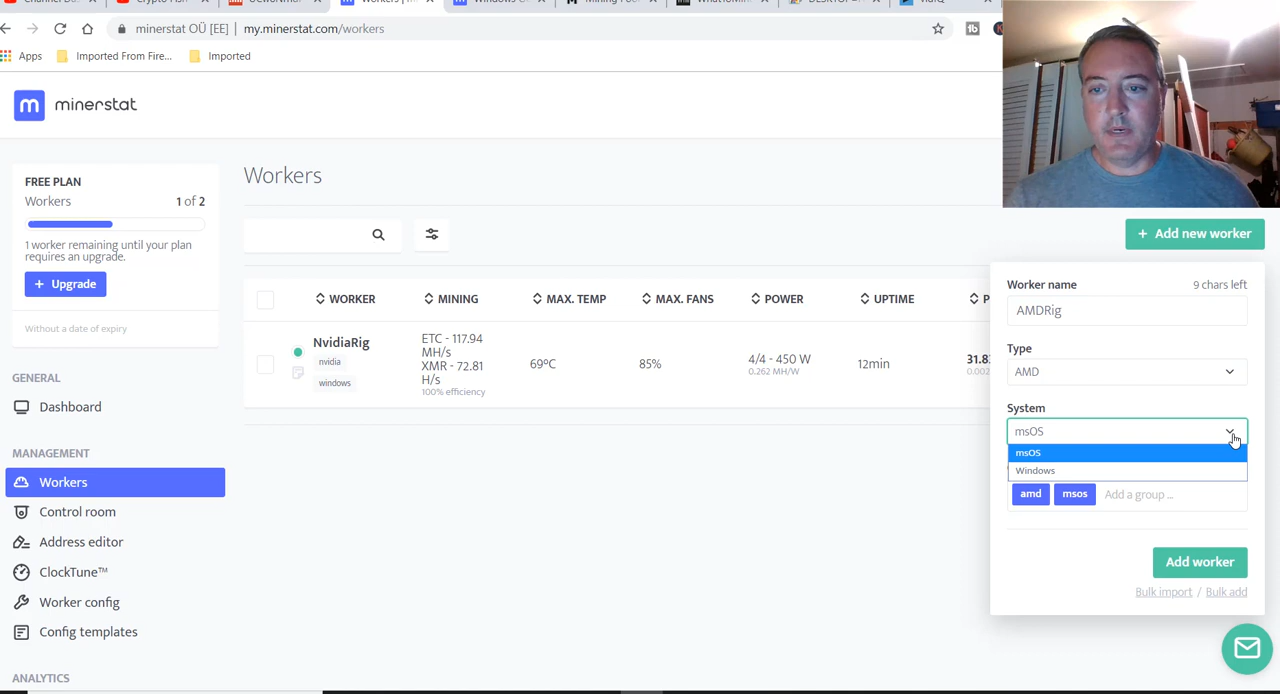 minerstat OÜ [EE] | my.minerstat.com/workers
Apps Imported From Fire... Imported
m minerstat
FREE PLAN
Workers 1 of 2
1 worker remaining until your plan
requires an upgrade.
+ Upgrade
Without a date of expiry
GENERAL
Dashboard
MANAGEMENT
Workers
Control room
Address editor
ClockTune™
Worker config
Config templates
ANALYTICS
Workers
+ Add new worker
WORKER MINING MAX. TEMP MAX. FANS POWER UPTIME
NvidiaRig
nvidia
windows
ETC - 117.94
MH/s
XMR - 72.81
H/s
100% efficiency
69ºC
85%
4/4 - 450 W
0.262 MH/W
12min
Worker name 9 chars left
AMDRig
Type
AMD
System
msOS
msOS
Windows
amd msos Add a group ...
Add worker
Bulk import / Bulk add